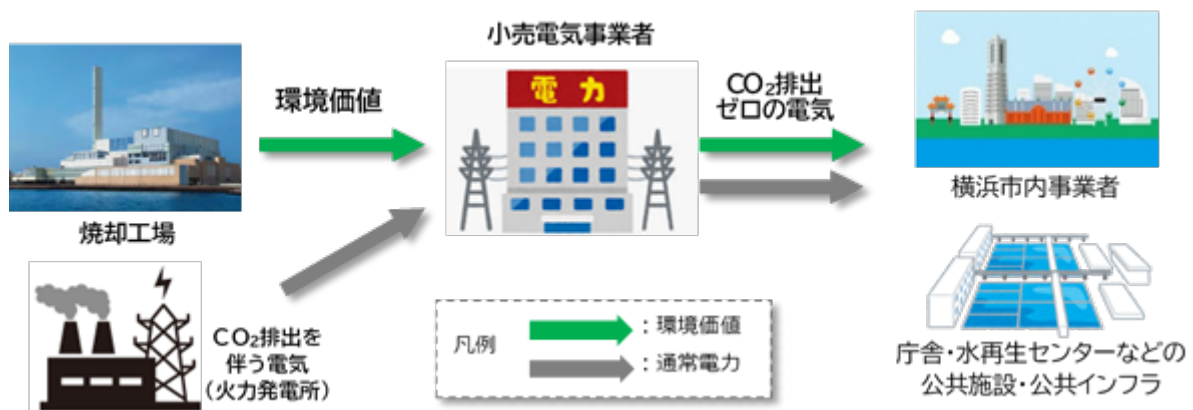 小売電気事業者
環境価値
電力
CO₂排出
ゼロの電気
焼却工場
横浜市内事業者
CO₂排出を
伴う電気
(火力発電所)
凡例
:環境価値
:通常電力
庁舎・水再生センターなどの
公共施設・公共インフラ